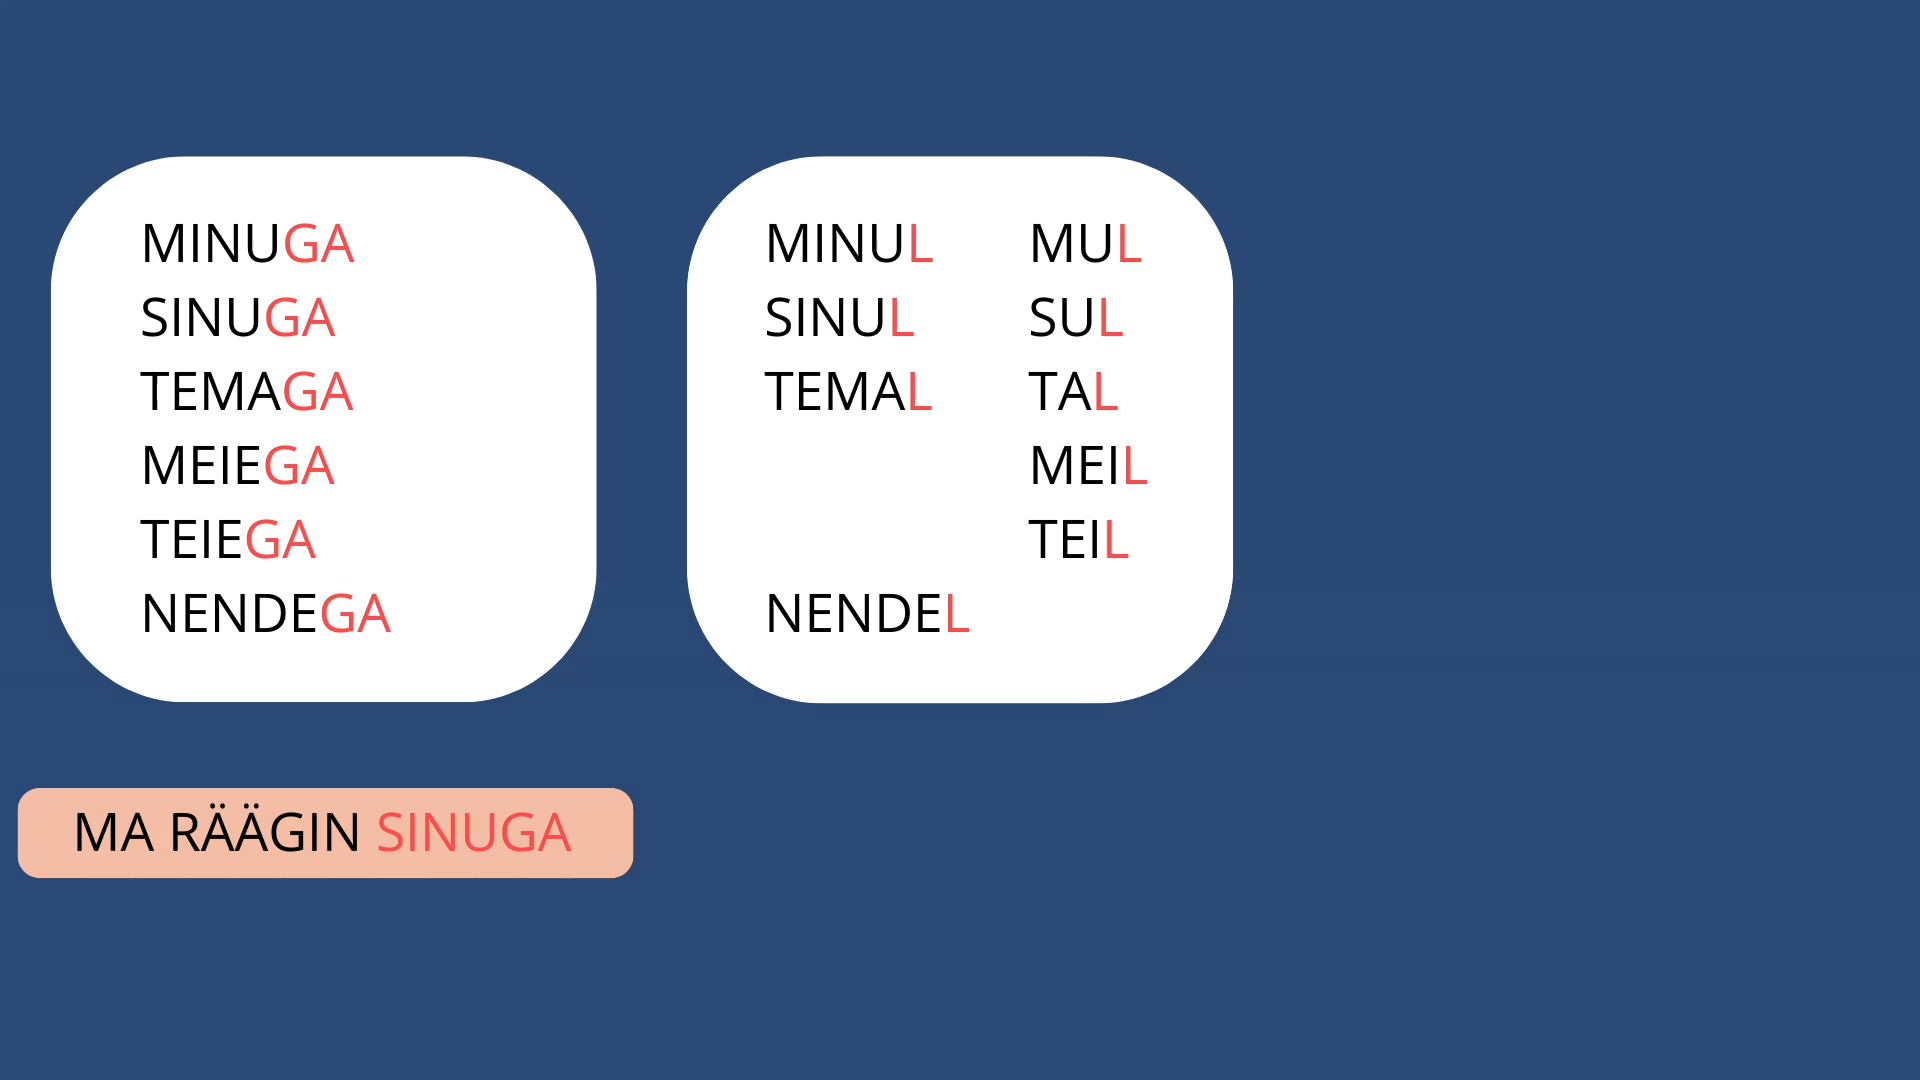 MINUGA
SINUGA
TEMAGA
MEIEGA
TEIEGA
NENDEGA
MINUL MUL
SINUL SUL
TEMAL TAL
MEIL
TEIL
NENDEL
MA RÄÄGIN SINUGA